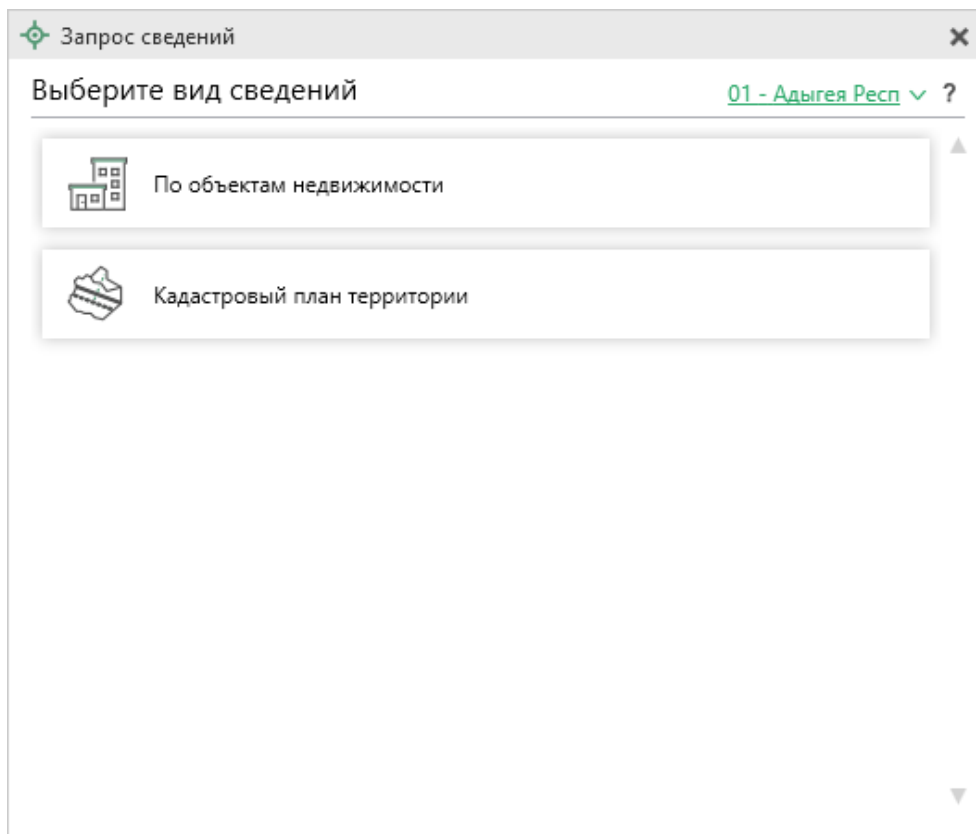 Запрос сведений
Выберите вид сведений
01 - Адыгея Респ ?
По объектам недвижимости
Кадастровый план территории